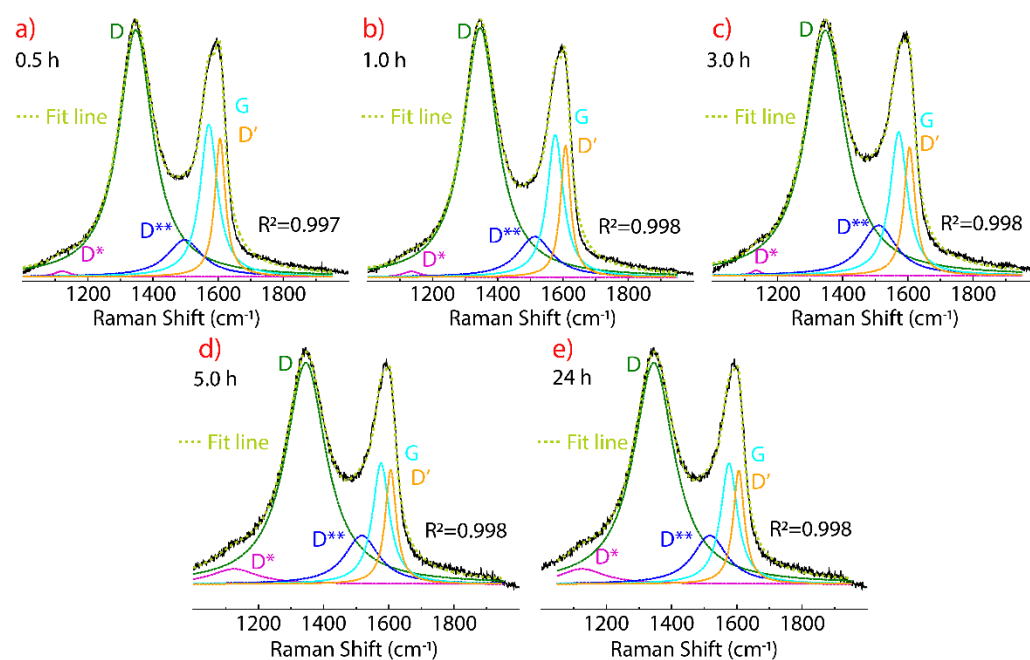 a)
0.5 h
D
Fit line
G
D′
D**
D*
R²=0.997
1200 1400 1600 1800
Raman Shift (cm⁻¹)
b)
1.0 h
D
Fit line
G
D′
D**
D*
R²=0.998
1200 1400 1600 1800
Raman Shift (cm⁻¹)
c)
3.0 h
D
Fit line
G
D′
D**
D*
R²=0.998
1200 1400 1600 1800
Raman Shift (cm⁻¹)
d)
5.0 h
D
Fit line
G
D′
D**
D*
R²=0.998
1200 1400 1600 1800
Raman Shift (cm⁻¹)
e)
24 h
D
Fit line
G
D′
D**
D*
R²=0.998
1200 1400 1600 1800
Raman Shift (cm⁻¹)